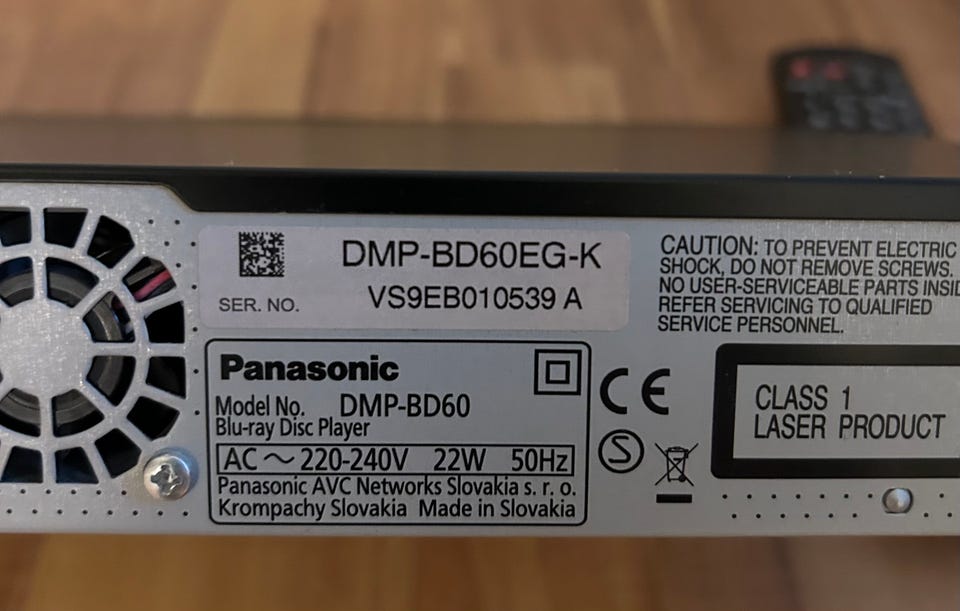 DMP-BD60EG-K
SER. NO. VS9EB010539 A
CAUTION: TO PREVENT ELECTRIC
SHOCK, DO NOT REMOVE SCREWS.
NO USER-SERVICEABLE PARTS INSID
REFER SERVICING TO QUALIFIED
SERVICE PERSONNEL.
Panasonic
Model No. DMP-BD60
Blu-ray Disc Player
AC ~ 220-240V 22W 50Hz
Panasonic AVC Networks Slovakia s. r. o.
Krompachy Slovakia Made in Slovakia
CE
S
CLASS 1
LASER PRODUCT